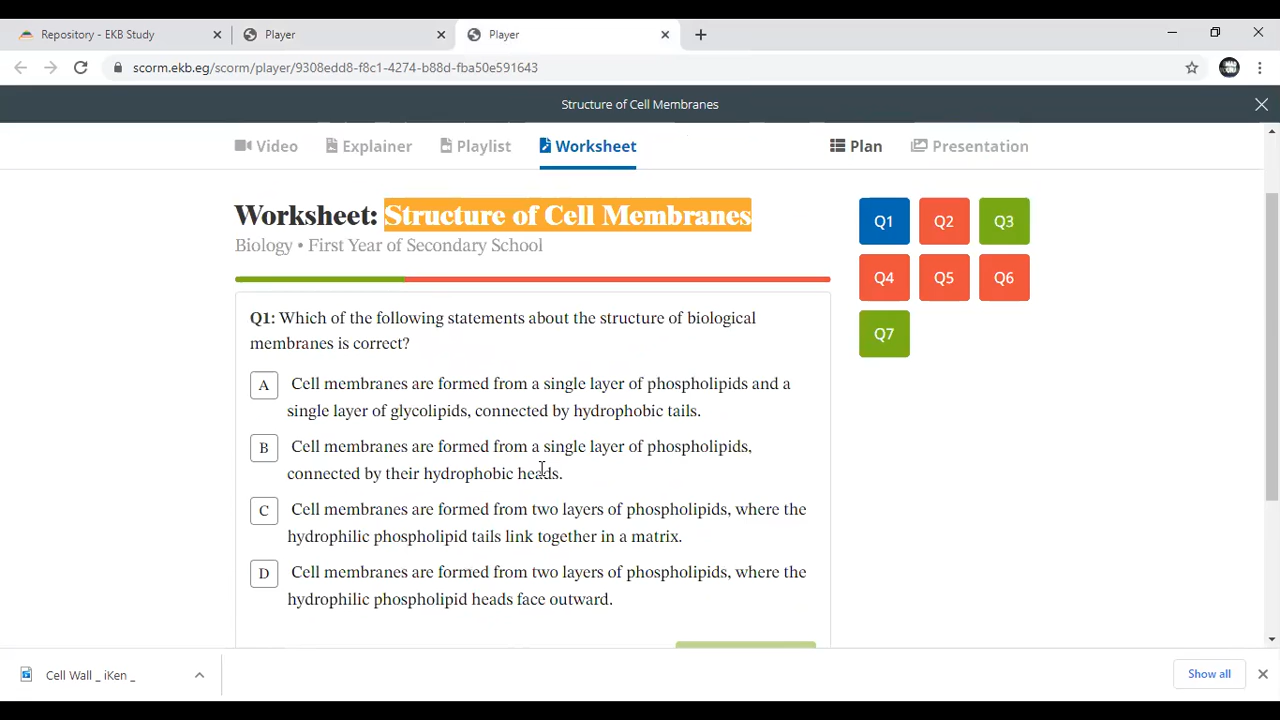 Repository - EKB Study
Player
Player
scorm.ekb.eg/scorm/player/9308edd8-f8c1-4274-b88d-fba50e591643
Structure of Cell Membranes
Video
Explainer
Playlist
Worksheet
Plan
Presentation
Worksheet: Structure of Cell Membranes
Biology • First Year of Secondary School
Q1 Q2 Q3
Q4 Q5 Q6
Q7
Q1: Which of the following statements about the structure of biological
membranes is correct?
A Cell membranes are formed from a single layer of phospholipids and a
single layer of glycolipids, connected by hydrophobic tails.
B Cell membranes are formed from a single layer of phospholipids,
connected by their hydrophobic heads.
C Cell membranes are formed from two layers of phospholipids, where the
hydrophilic phospholipid tails link together in a matrix.
D Cell membranes are formed from two layers of phospholipids, where the
hydrophilic phospholipid heads face outward.
Cell Wall _ iKen _
Show all